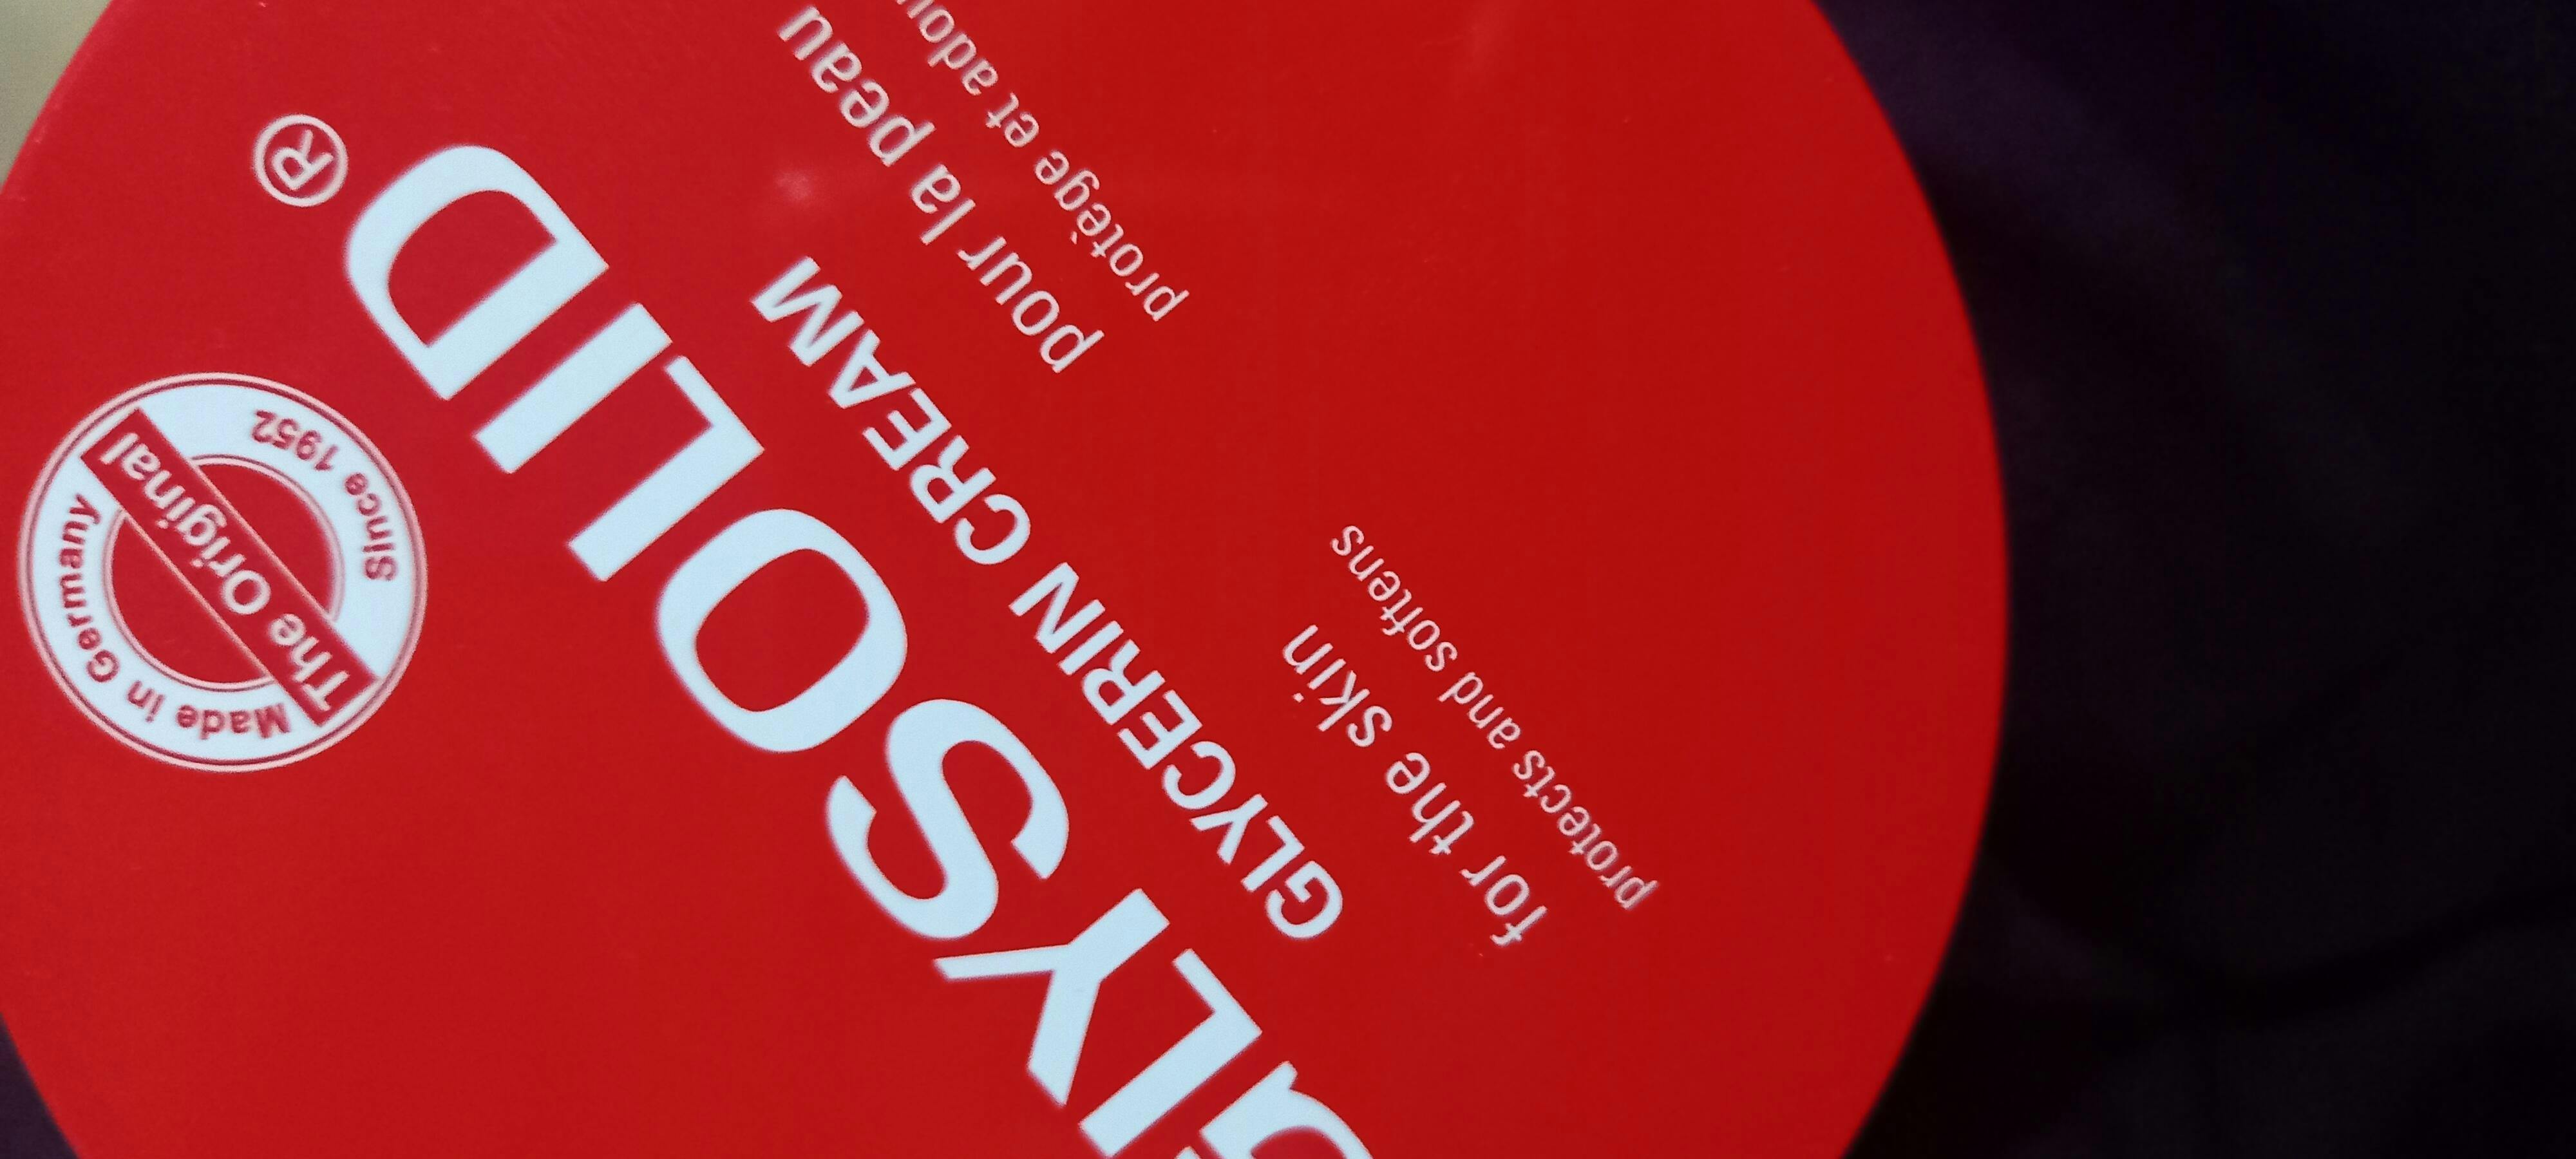 Made in Germany
The Original
Since 1952
GLYSOLID®
GLYCERIN CREAM
for the skin
protects and softens
pour la peau
protège et